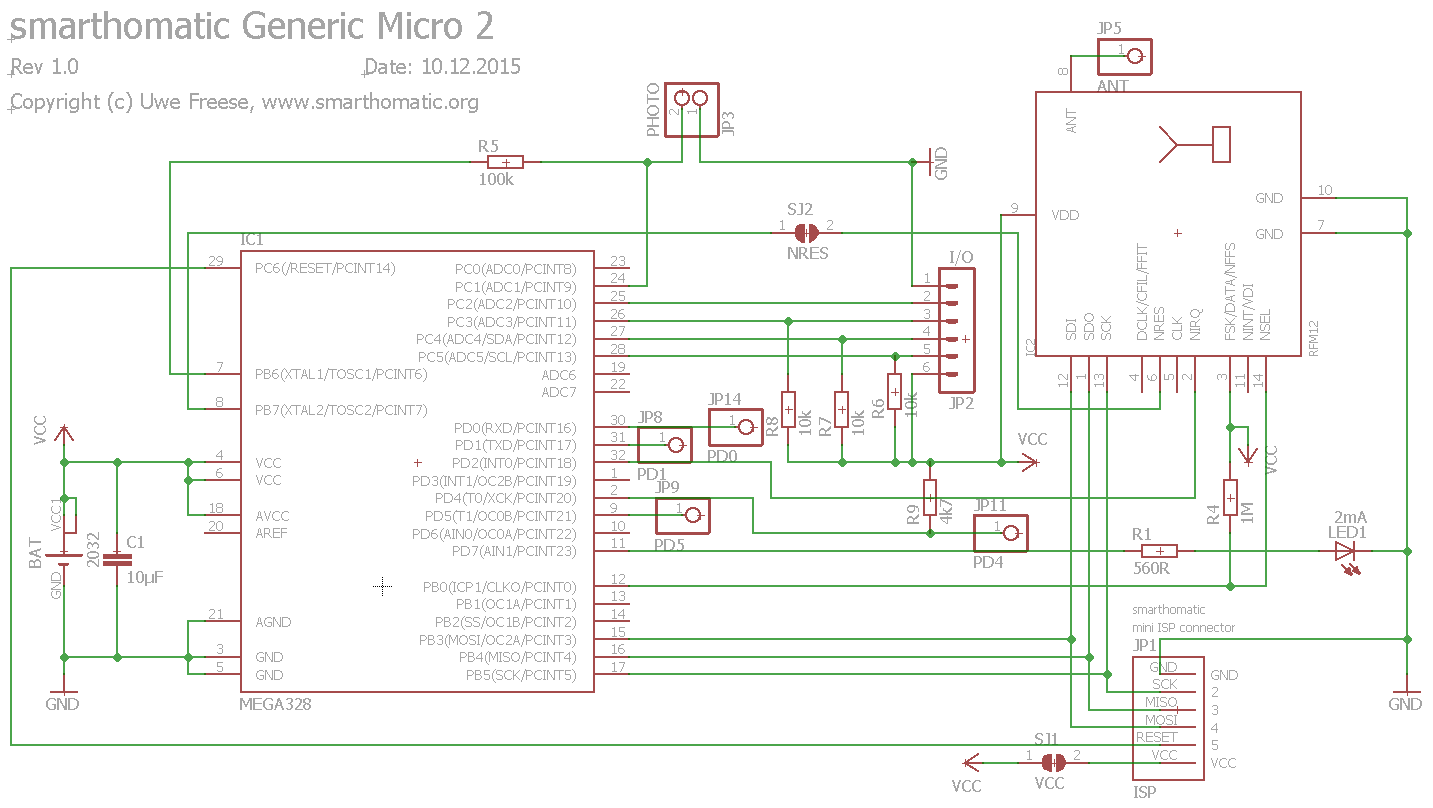 smarthomatic Generic Micro 2
Rev 1.0
Date: 10.12.2015
Copyright (c) Uwe Freese, www.smarthomatic.org
JP5
1
8
ANT
ANT
PHOTO
2
1
JP3
R5
100k
GND
GND
10
GND
7
9
VDD
SJ2
1
2
NRES
IC1
29
PC6(/RESET/PCINT14)
PC0(ADC0/PCINT8)
23
PC1(ADC1/PCINT9)
24
PC2(ADC2/PCINT10)
25
PC3(ADC3/PCINT11)
26
PC4(ADC4/SDA/PCINT12)
27
PC5(ADC5/SCL/PCINT13)
28
ADC6
19
ADC7
22
7
PB6(XTAL1/TOSC1/PCINT6)
8
PB7(XTAL2/TOSC2/PCINT7)
PD0(RXD/PCINT16)
30
PD1(TXD/PCINT17)
31
PD2(INT0/PCINT18)
32
PD3(INT1/OC2B/PCINT19)
1
PD4(T0/XCK/PCINT20)
2
PD5(T1/OC0B/PCINT21)
9
PD6(AIN0/OC0A/PCINT22)
10
PD7(AIN1/PCINT23)
11
PB0(ICP1/CLKO/PCINT0)
12
PB1(OC1A/PCINT1)
13
PB2(SS/OC1B/PCINT2)
14
PB3(MOSI/OC2A/PCINT3)
15
PB4(MISO/PCINT4)
16
PB5(SCK/PCINT5)
17
4
VCC
6
VCC
18
AVCC
20
AREF
21
AGND
3
GND
5
GND
MEGA328
VCC
VCC1
BAT
2032
GND
C1
10µF
GND
I/O
1
2
3
4
5
6
JP2
R8
10k
R7
10k
R6
10k
JP14
1
PD0
JP8
1
PD1
JP9
1
PD5
VCC
R9
4k7
JP11
1
PD4
IC2
RFM12
SDI
SDO
SCK
DCLK/CFIL/FFIT
NRES
CLK
NIRQ
FSK/DATA/NFFS
NINT/VDI
NSEL
12
1
13
4
6
5
2
3
11
14
VCC
R4
1M
R1
560R
2mA
LED1
smarthomatic
mini ISP connector
JP1
GND
GND
SCK
2
MISO
3
MOSI
4
RESET
5
VCC
VCC
ISP
SJ1
1
2
VCC
VCC
GND